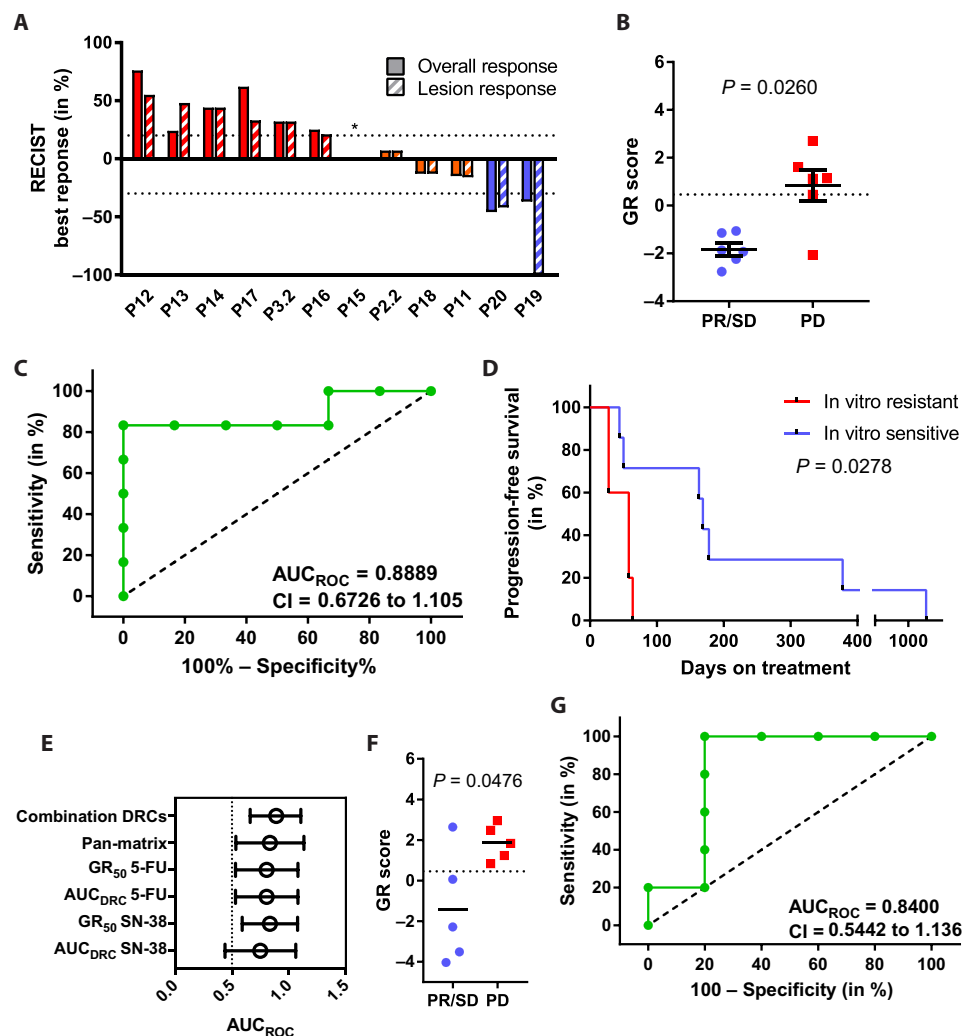 A
RECIST
best reponse (in %)
100
50
0
–50
–100
Overall response
Lesion response
*
P12
P13
P14
P17
P3.2
P16
P15
P2.2
P18
P11
P20
P19
B
P = 0.0260
GR score
6
4
2
0
–2
–4
PR/SD PD
C
Sensitivity (in %)
100
80
60
40
20
0
AUCROC = 0.8889
CI = 0.6726 to 1.105
0 20 40 60 80 100
100% – Specificity%
D
Progression-free survival
(in %)
100
80
60
40
20
0
In vitro resistant
In vitro sensitive
P = 0.0278
0 100 200 300 400 1000
Days on treatment
E
Combination DRCs
Pan-matrix
GR50 5-FU
AUCDRC 5-FU
GR50 SN-38
AUCDRC SN-38
0.0 0.5 1.0 1.5
AUCROC
F
P = 0.0476
GR score
6
4
2
0
–2
–4
PR/SD PD
G
Sensitivity (in %)
100
80
60
40
20
0
AUCROC = 0.8400
CI = 0.5442 to 1.136
0 20 40 60 80 100
100 – Specificity (in %)